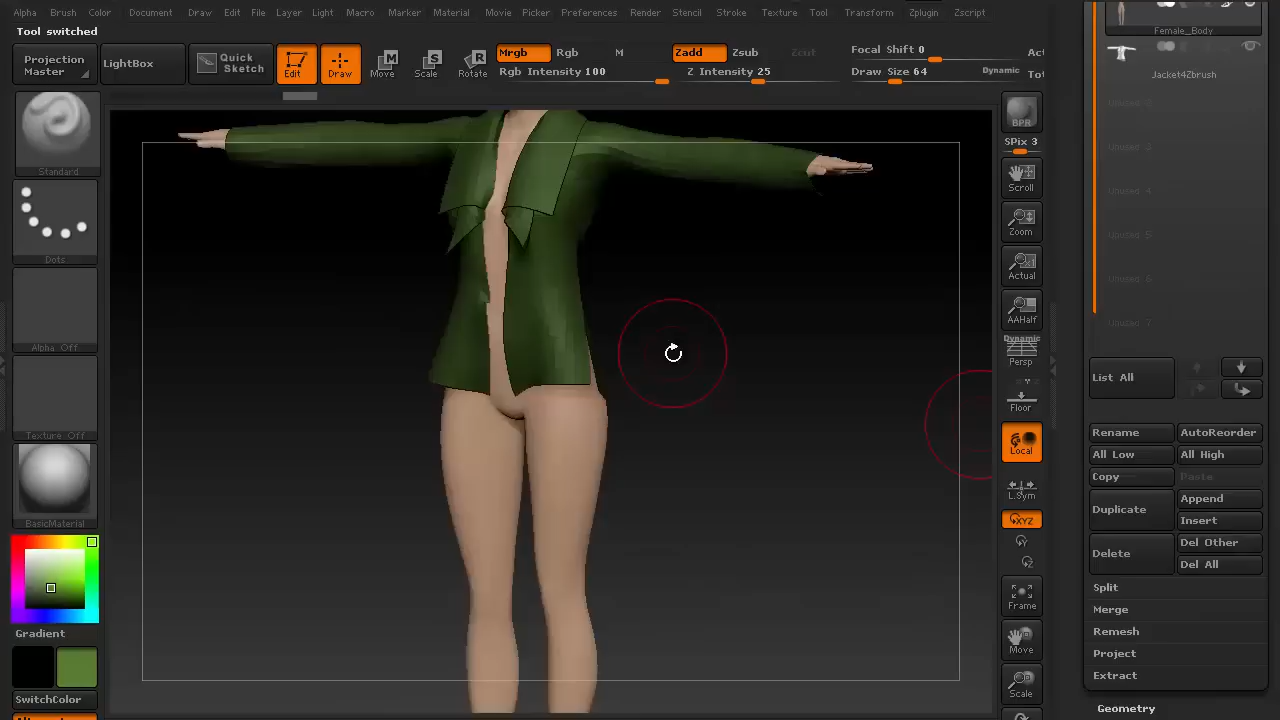 Alpha Brush Color Document Draw Edit File Layer Light Macro Marker Material Movie Picker Preferences Render Stencil Stroke Texture Tool Transform Zplugin Zscript
Tool switched
Projection Master
LightBox
Quick Sketch
Edit
Draw
Move
Scale
Rotate
Mrgb
Rgb
M
Rgb Intensity 100
Zadd
Zsub
Zcut
Z Intensity 25
Focal Shift 0
Draw Size 64
Dynamic
Act
Tot
Standard
Dots
Alpha Off
Texture Off
BasicMaterial
Gradient
SwitchColor
BPR
SPix 3
Scroll
Zoom
Actual
AAHalf
Dynamic
Persp
Floor
Local
L.Sym
XYZ
Frame
Move
Scale
Female_Body
Jacket4Zbrush
Unused 2
Unused 4
Unused 5
Unused 6
Unused 7
List All
Rename
AutoReorder
All Low
All High
Copy
Paste
Duplicate
Append
Insert
Delete
Del Other
Del All
Split
Merge
Remesh
Project
Extract
Geometry